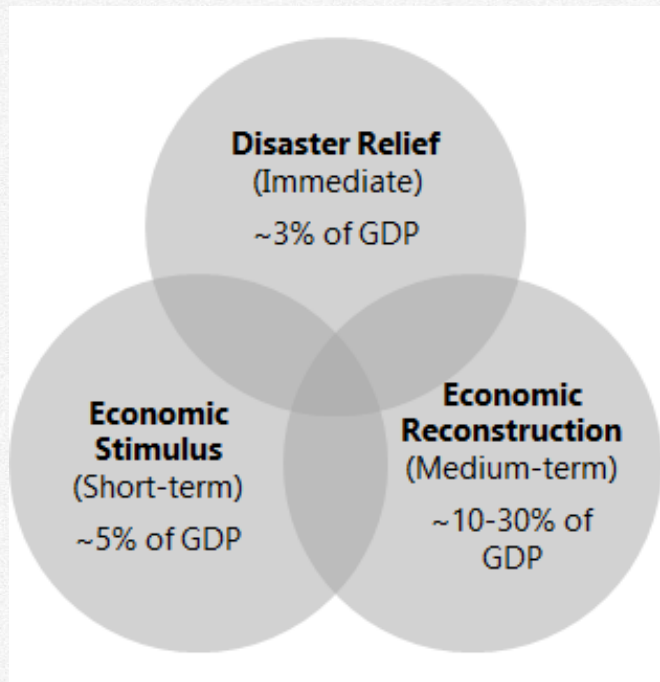 Disaster Relief
(Immediate)
~3% of GDP
Economic
Stimulus
(Short-term)
~5% of GDP
Economic
Reconstruction
(Medium-term)
~10-30% of
GDP